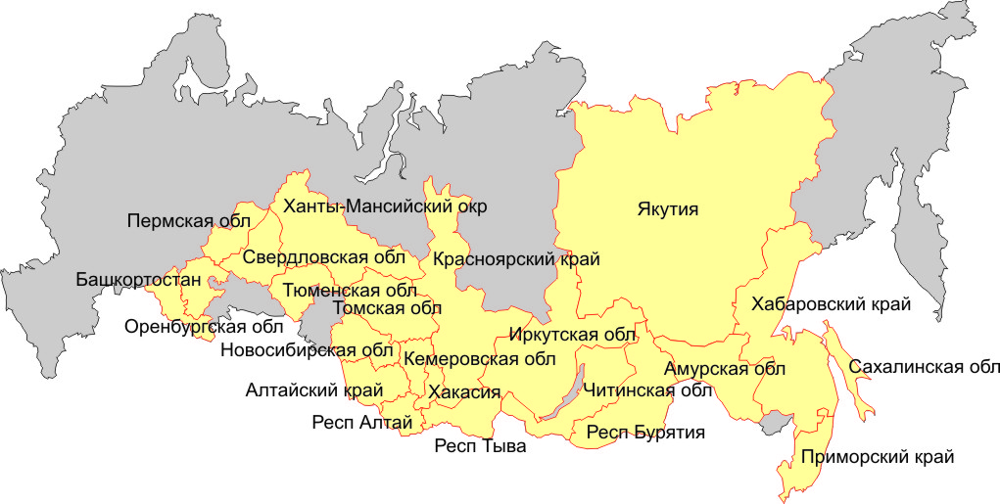 Ханты-Мансийский окр
Якутия
Пермская обл
Свердловская обл
Красноярский край
Башкортостан
Тюменская обл
Томская обл
Хабаровский край
Оренбургская обл
Иркутская обл
Новосибирская обл
Кемеровская обл
Амурская обл
Сахалинская обл
Алтайский край
Хакасия
Читинская обл
Респ Алтай
Респ Бурятия
Респ Тыва
Приморский край